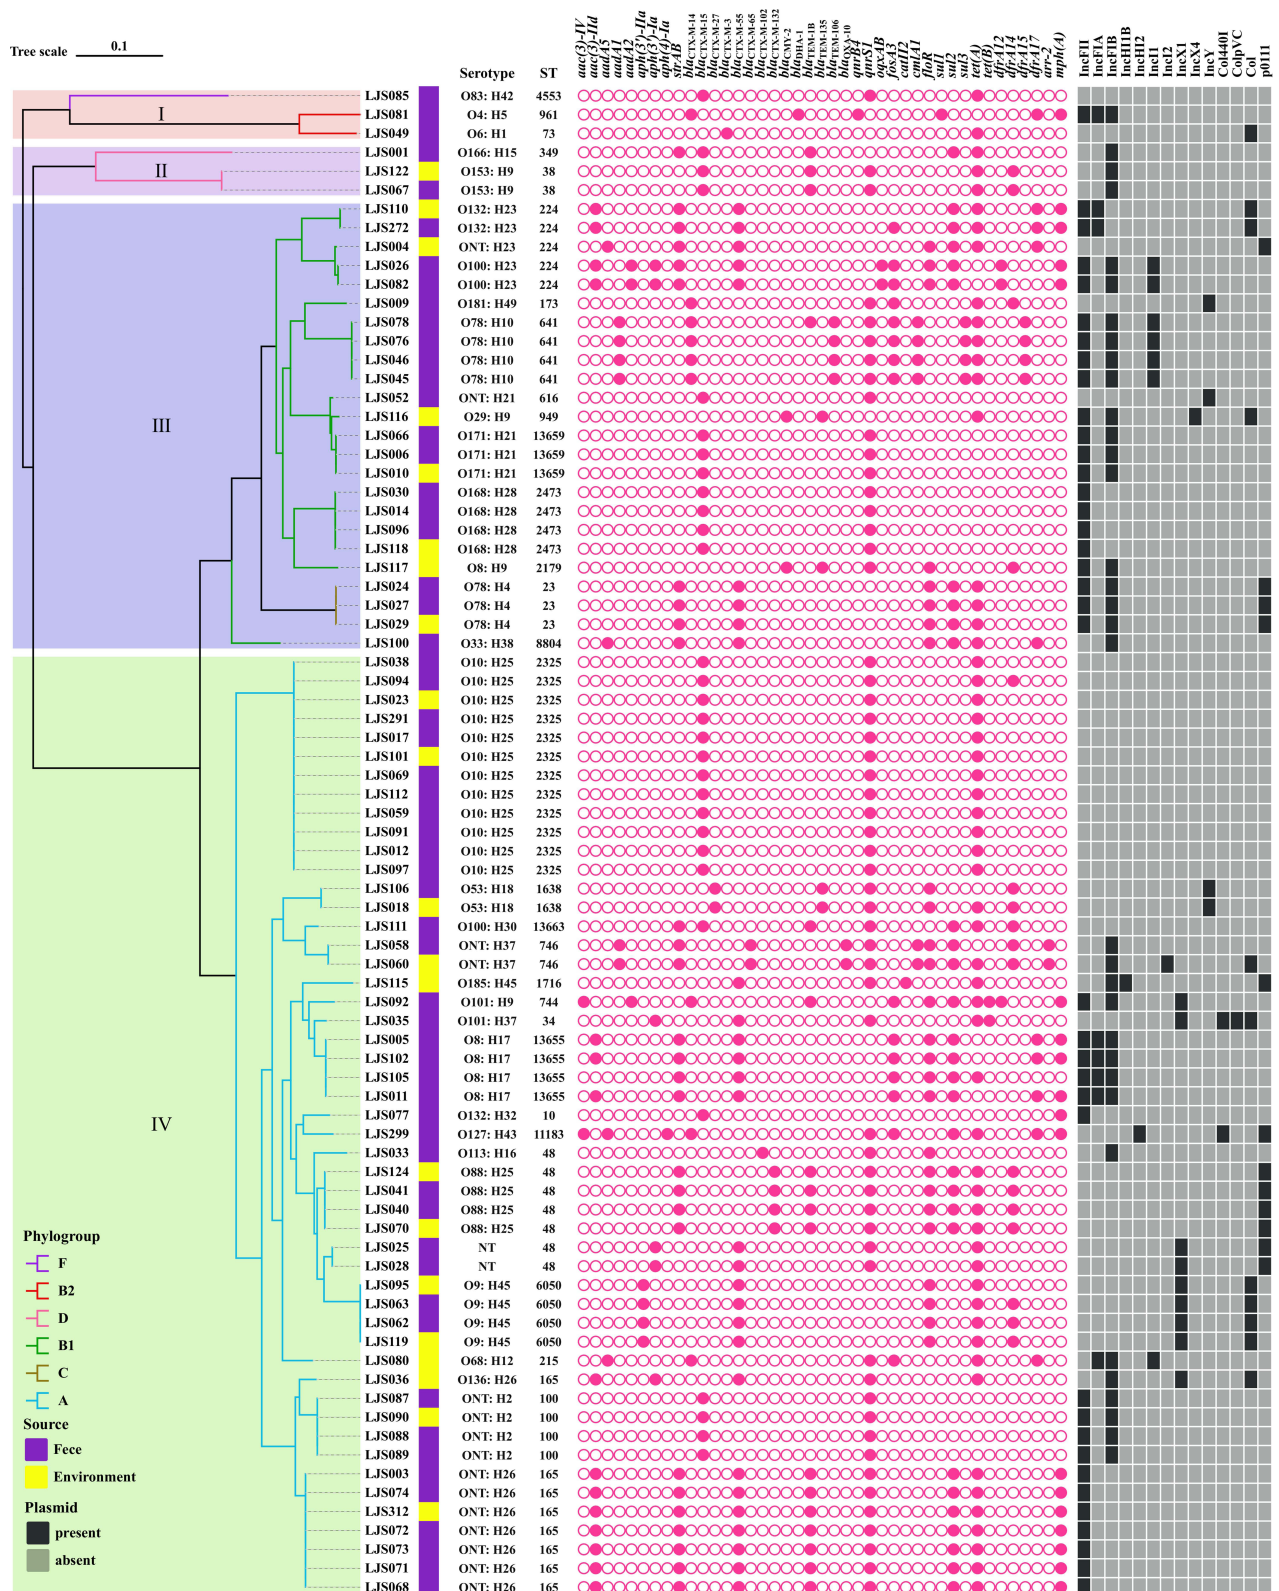 Tree scale 0.1
Serotype ST
aac(3)-IV
aac(3)-IId
aadA5
aadA1
aadA2
aph(3')-IIa
aph(3')-Ia
aph(4)-Ia
strAB
blaCTX-M-14
blaCTX-M-15
blaCTX-M-27
blaCTX-M-3
blaCTX-M-55
blaCTX-M-65
blaCTX-M-102
blaCTX-M-132
blaCMY-2
blaDHA-1
blaTEM-1B
blaTEM-135
blaTEM-106
blaOXA-10
qnrB4
qnrS1
oqxAB
fosA3
catII2
cmlA1
floR
sul1
sul2
sul3
tet(A)
tet(B)
dfrA12
dfrA14
dfrA15
dfrA17
arr-2
mph(A)
IncFII
IncFIA
IncFIB
IncHI1B
IncHI2
IncI1
IncI2
IncX1
IncX4
IncY
Col440I
ColpVC
Col
p0111
LJS085 O83: H42 4553
I LJS081 O4: H5 961
LJS049 O6: H1 73
LJS001 O166: H15 349
II LJS122 O153: H9 38
LJS067 O153: H9 38
LJS110 O132: H23 224
LJS272 O132: H23 224
LJS004 ONT: H23 224
LJS026 O100: H23 224
LJS082 O100: H23 224
LJS009 O181: H49 173
LJS078 O78: H10 641
LJS076 O78: H10 641
LJS046 O78: H10 641
LJS045 O78: H10 641
LJS052 ONT: H21 616
III LJS116 O29: H9 949
LJS066 O171: H21 13659
LJS006 O171: H21 13659
LJS010 O171: H21 13659
LJS030 O168: H28 2473
LJS014 O168: H28 2473
LJS096 O168: H28 2473
LJS118 O168: H28 2473
LJS117 O8: H9 2179
LJS024 O78: H4 23
LJS027 O78: H4 23
LJS029 O78: H4 23
LJS100 O33: H38 8804
LJS038 O10: H25 2325
LJS094 O10: H25 2325
LJS023 O10: H25 2325
LJS291 O10: H25 2325
LJS017 O10: H25 2325
LJS101 O10: H25 2325
LJS069 O10: H25 2325
LJS112 O10: H25 2325
LJS059 O10: H25 2325
LJS091 O10: H25 2325
LJS012 O10: H25 2325
LJS097 O10: H25 2325
LJS106 O53: H18 1638
LJS018 O53: H18 1638
LJS111 O100: H30 13663
LJS058 ONT: H37 746
LJS060 ONT: H37 746
LJS115 O185: H45 1716
LJS092 O101: H9 744
LJS035 O101: H37 34
LJS005 O8: H17 13655
LJS102 O8: H17 13655
LJS105 O8: H17 13655
LJS011 O8: H17 13655
LJS077 O132: H32 10
IV LJS299 O127: H43 11183
LJS033 O113: H16 48
LJS124 O88: H25 48
LJS041 O88: H25 48
LJS040 O88: H25 48
LJS070 O88: H25 48
LJS025 NT 48
LJS028 NT 48
LJS095 O9: H45 6050
LJS063 O9: H45 6050
LJS062 O9: H45 6050
LJS119 O9: H45 6050
LJS080 O68: H12 215
LJS036 O136: H26 165
LJS087 ONT: H2 100
LJS090 ONT: H2 100
LJS088 ONT: H2 100
LJS089 ONT: H2 100
LJS003 ONT: H26 165
LJS074 ONT: H26 165
LJS312 ONT: H26 165
LJS072 ONT: H26 165
LJS073 ONT: H26 165
LJS071 ONT: H26 165
LJS068 ONT: H26 165
Phylogroup
F
B2
D
B1
C
A
Source
Fece
Environment
Plasmid
present
absent